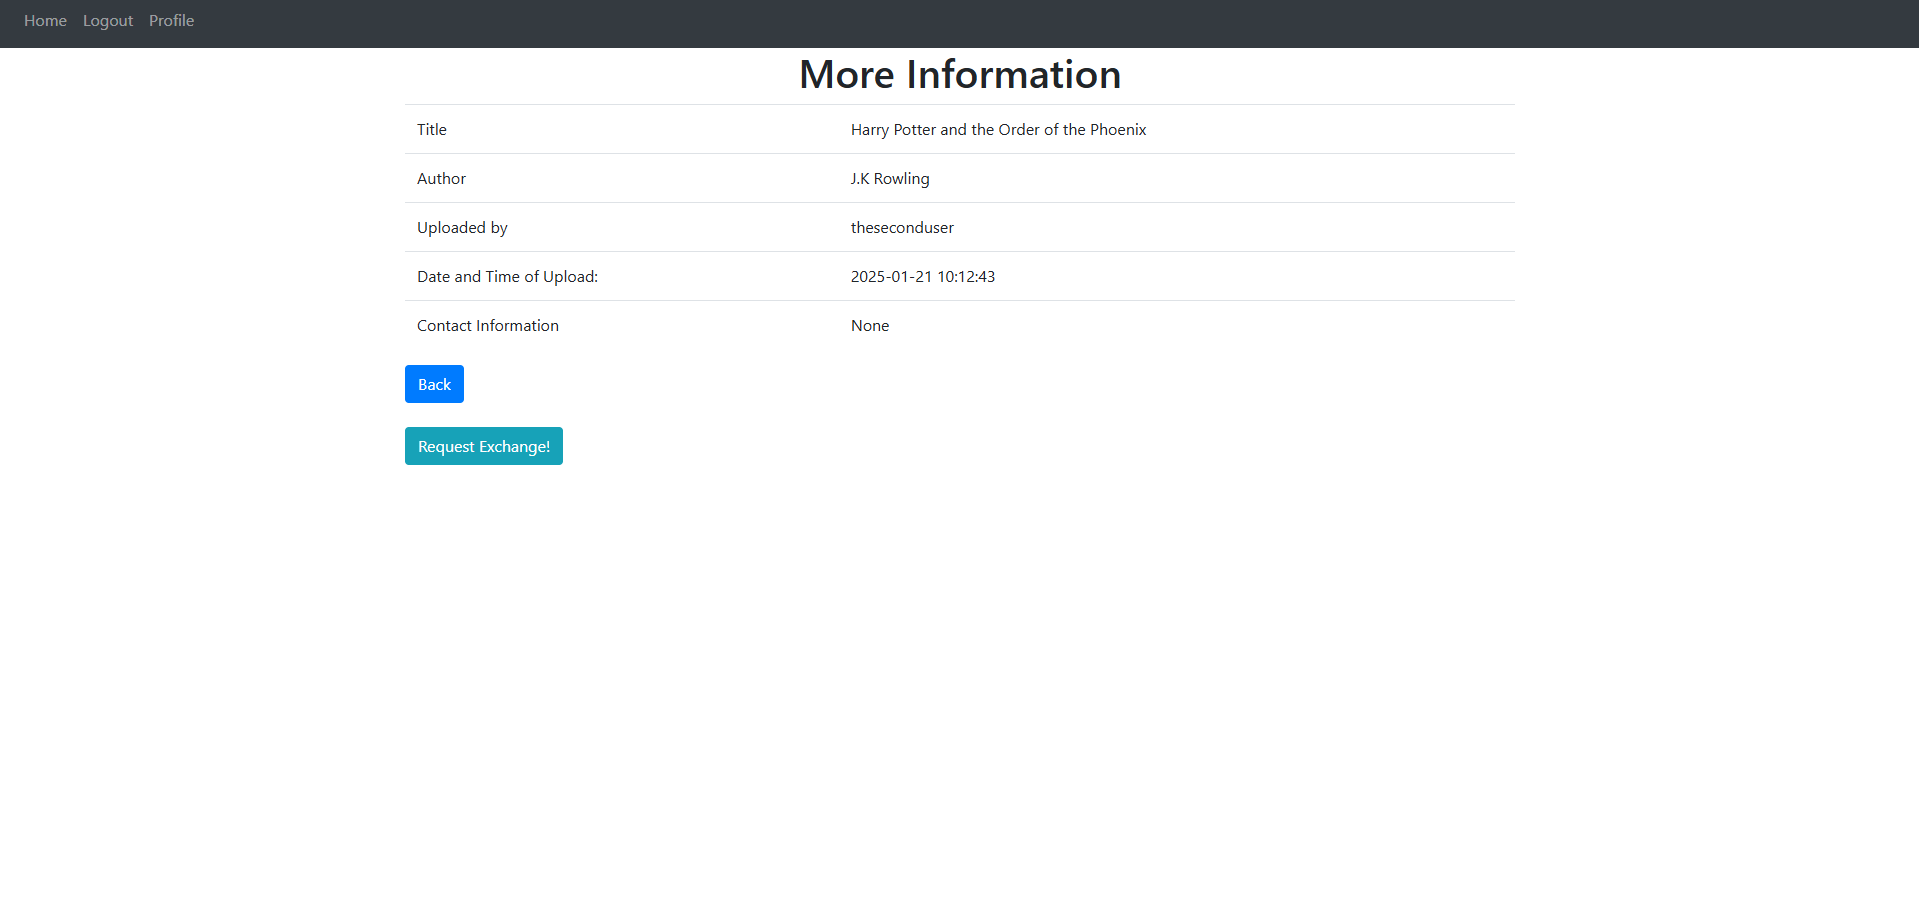 Home Logout Profile
More Information
Title Harry Potter and the Order of the Phoenix
Author J.K Rowling
Uploaded by theseconduser
Date and Time of Upload: 2025-01-21 10:12:43
Contact Information None
Back
Request Exchange!